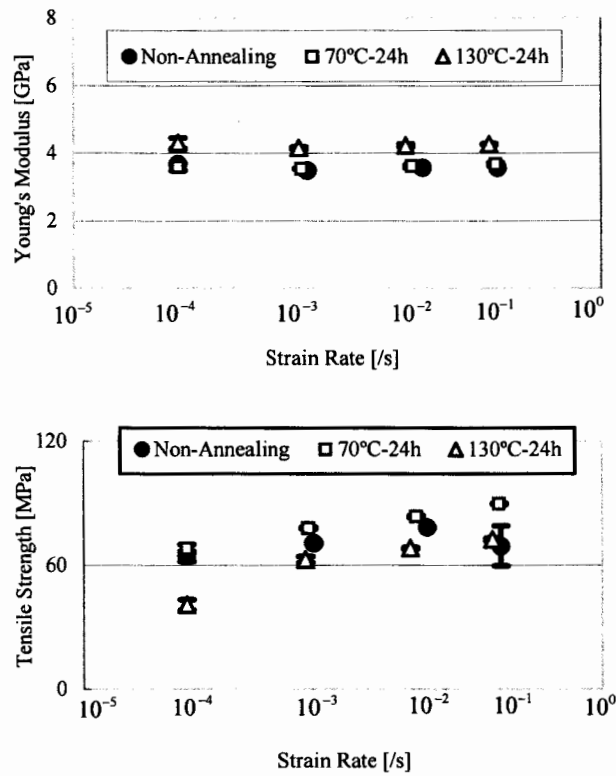 8
● Non-Annealing □ 70ºC-24h △ 130ºC-24h
6
4
2
0
Young's Modulus [GPa]
10⁻⁵ 10⁻⁴ 10⁻³ 10⁻² 10⁻¹ 10⁰
Strain Rate [/s]
120
● Non-Annealing □ 70ºC-24h △ 130ºC-24h
60
0
Tensile Strength [MPa]
10⁻⁵ 10⁻⁴ 10⁻³ 10⁻² 10⁻¹ 10⁰
Strain Rate [/s]